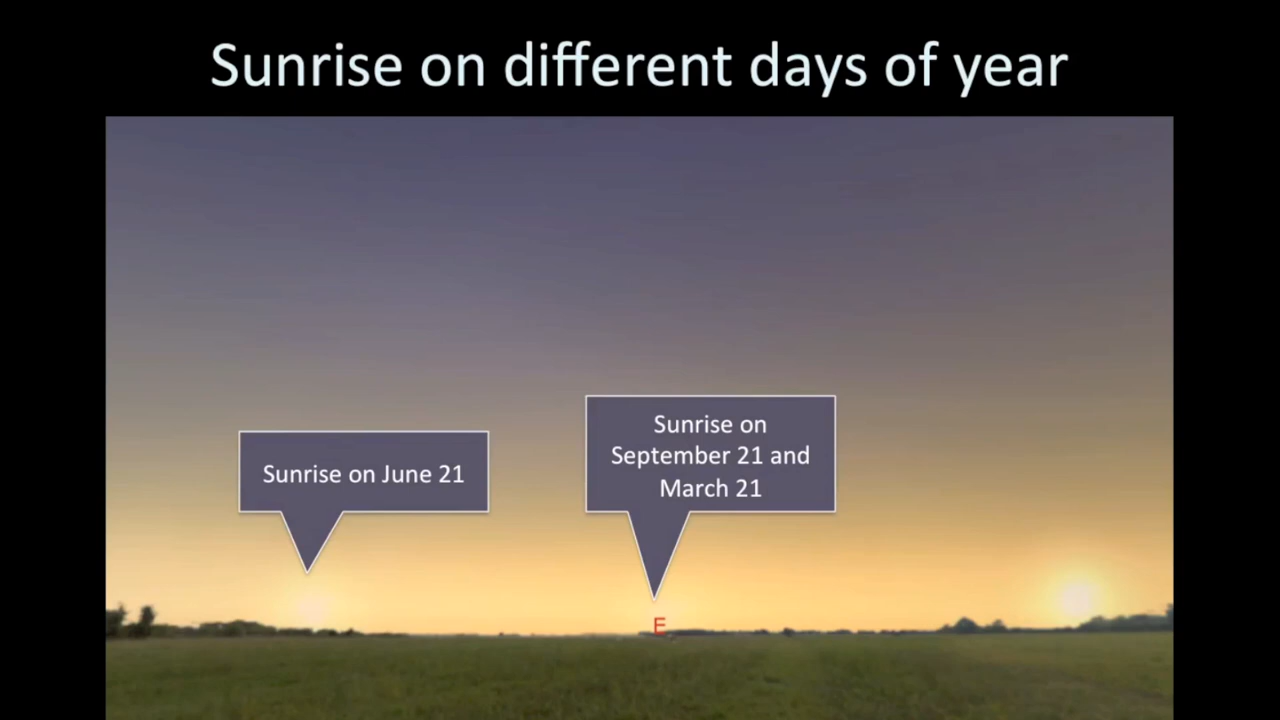 Sunrise on different days of year
Sunrise on June 21
Sunrise on
September 21 and
March 21
E